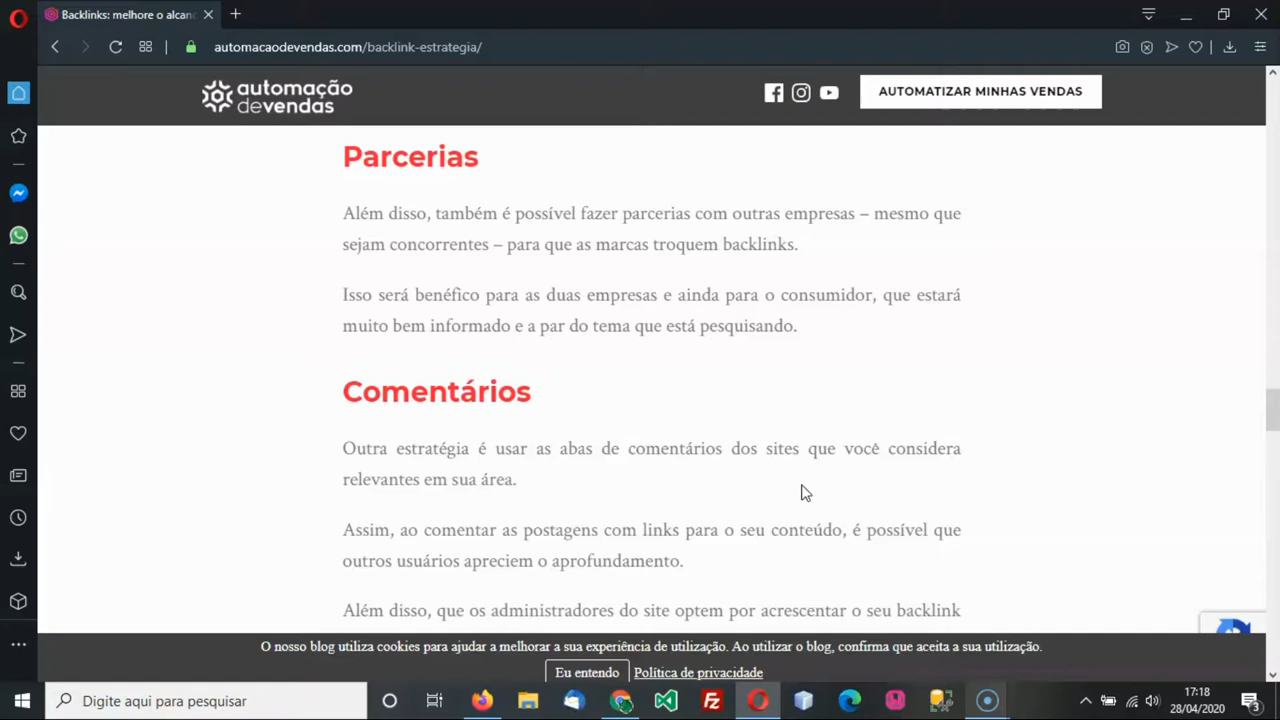 Backlinks: melhore o alcanc
automacaodevendas.com/backlink-estrategia/
automação
devendas
AUTOMATIZAR MINHAS VENDAS
Parcerias
Além disso, também é possível fazer parcerias com outras empresas – mesmo que
sejam concorrentes – para que as marcas troquem backlinks.
Isso será benéfico para as duas empresas e ainda para o consumidor, que estará
muito bem informado e a par do tema que está pesquisando.
Comentários
Outra estratégia é usar as abas de comentários dos sites que você considera
relevantes em sua área.
Assim, ao comentar as postagens com links para o seu conteúdo, é possível que
outros usuários apreciem o aprofundamento.
Além disso, que os administradores do site optem por acrescentar o seu backlink
O nosso blog utiliza cookies para ajudar a melhorar a sua experiência de utilização. Ao utilizar o blog, confirma que aceita a sua utilização.
Eu entendo Política de privacidade
Digite aqui para pesquisar
17:18
28/04/2020
3